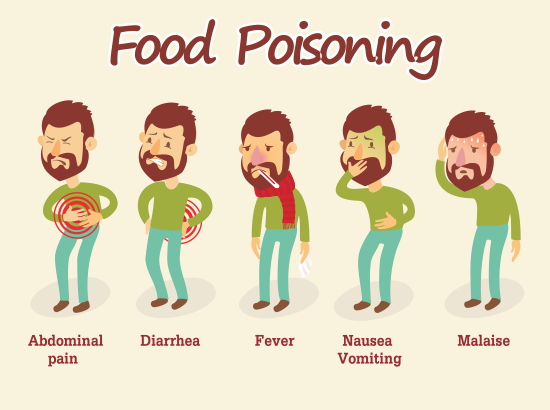 Food Poisoning
Abdominal pain
Diarrhea
Fever
Nausea Vomiting
Malaise